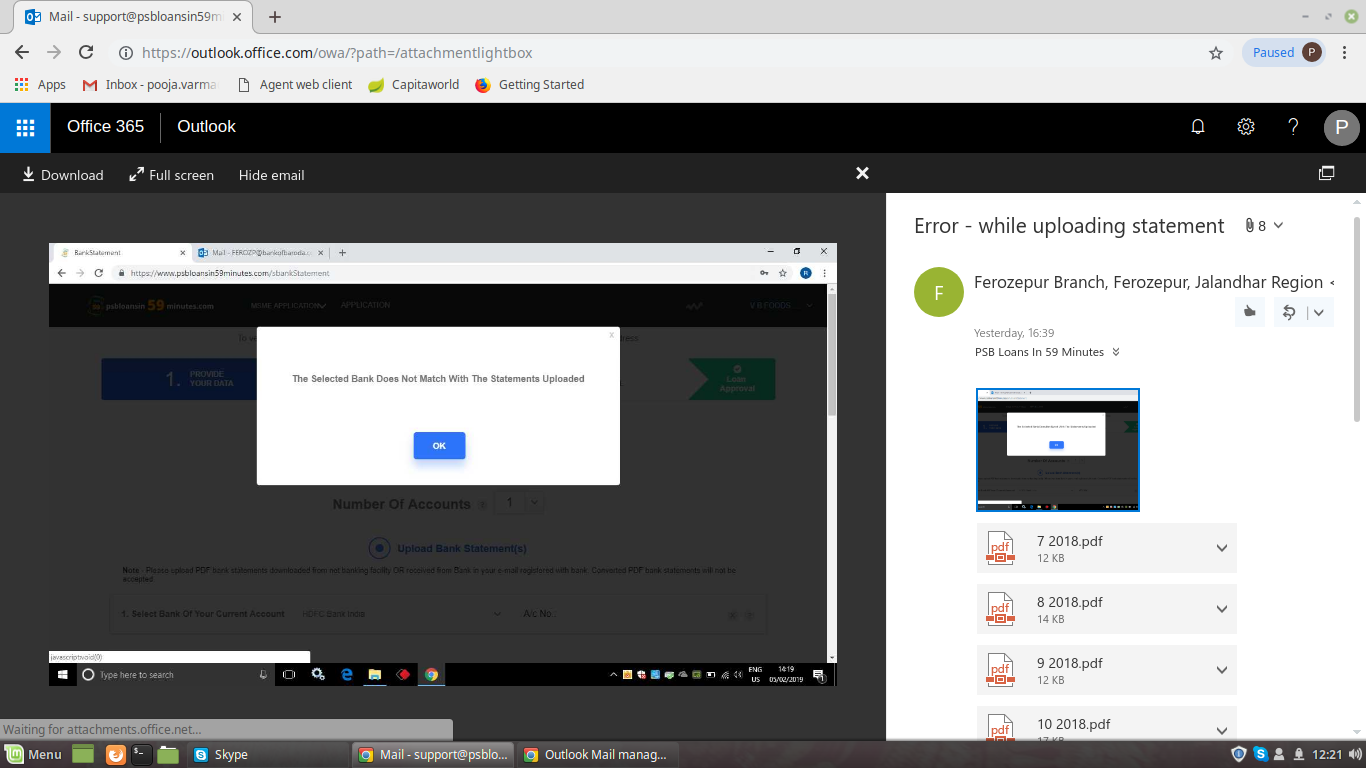 Mail - support@psbloansin59m
https://outlook.office.com/owa/?path=/attachmentlightbox
Paused
P
Apps
Inbox - pooja.varma
Agent web client
Capitaworld
Getting Started
Office 365
Outlook
?
P
Download
Full screen
Hide email
BankStatement
Mail - FEROZP@bankofbaroda.c
https://www.psbloansin59minutes.com/sbankStatement
R
psbloansin 59 minutes.com
MSME APPLICATION
APPLICATION
V B FOODS ...
1.
PROVIDE
YOUR DATA
Loan
Approval
x
The Selected Bank Does Not Match With The Statements Uploaded
OK
Number Of Accounts
1
Upload Bank Statement(s)
Note - Please upload PDF bank statements downloaded from net banking facility OR received from Bank in your e-mail registered with bank. Converted PDF bank statements will not be
accepted.
1. Select Bank Of Your Current Account
HDFC Bank India
A/c No.:
javascript:void(0)
Type here to search
ENG
US
14:19
05/02/2019
Error - while uploading statement
8
F
Ferozepur Branch, Ferozepur, Jalandhar Region <
Yesterday, 16:39
PSB Loans In 59 Minutes
7 2018.pdf
12 KB
8 2018.pdf
14 KB
9 2018.pdf
12 KB
10 2018.pdf
17 KB
Waiting for attachments.office.net...
Menu
Skype
Mail - support@psblo...
Outlook Mail manag...
12:21